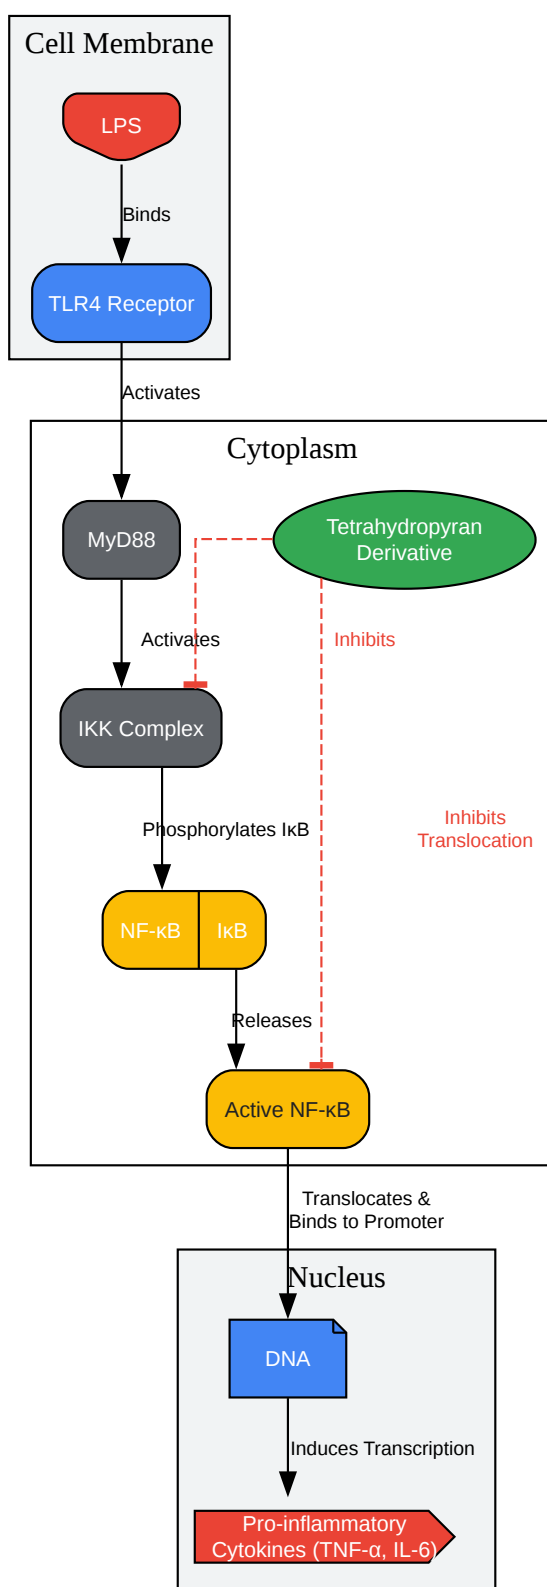 Cell Membrane
LPS
Binds
TLR4 Receptor
Activates
Cytoplasm
MyD88
Tetrahydropyran
Derivative
Activates
Inhibits
IKK Complex
Inhibits
Translocation
Phosphorylates IκB
NF-κB
IκB
Releases
Active NF-κB
Translocates &
Binds to Promoter
Nucleus
DNA
Induces Transcription
Pro-inflammatory
Cytokines (TNF-α, IL-6)